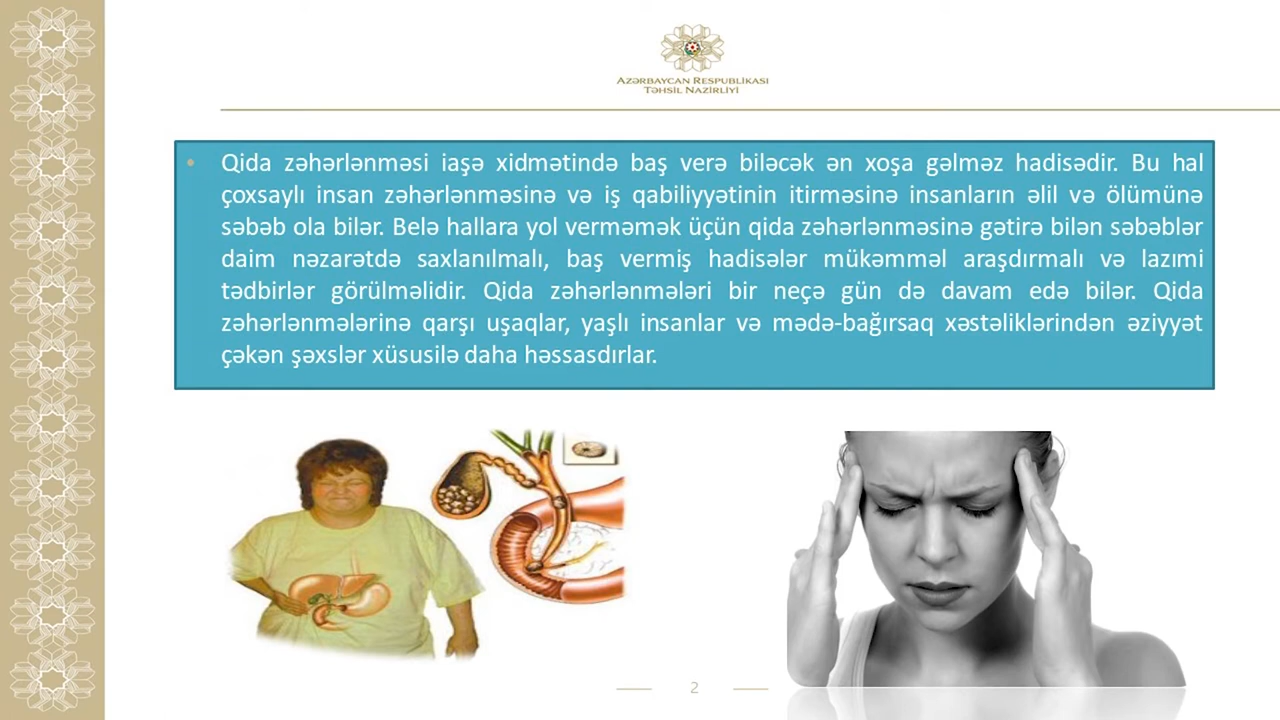 AZƏRBAYCAN RESPUBLİKASI
TƏHSİL NAZİRLİYİ
• Qida zəhərlənməsi iaşə xidmətində baş verə biləcək ən xoşa gəlməz hadisədir. Bu hal
çoxsaylı insan zəhərlənməsinə və iş qabiliyyətinin itirməsinə insanların əlil və ölümünə
səbəb ola bilər. Belə hallara yol verməmək üçün qida zəhərlənməsinə gətirə bilən səbəblər
daim nəzarətdə saxlanılmalı, baş vermiş hadisələr mükəmməl araşdırmalı və lazımi
tədbirlər görülməlidir. Qida zəhərlənmələri bir neçə gün də davam edə bilər. Qida
zəhərlənmələrinə qarşı uşaqlar, yaşlı insanlar və mədə-bağırsaq xəstəliklərindən əziyyət
çəkən şəxslər xüsusilə daha həssasdırlar.
2